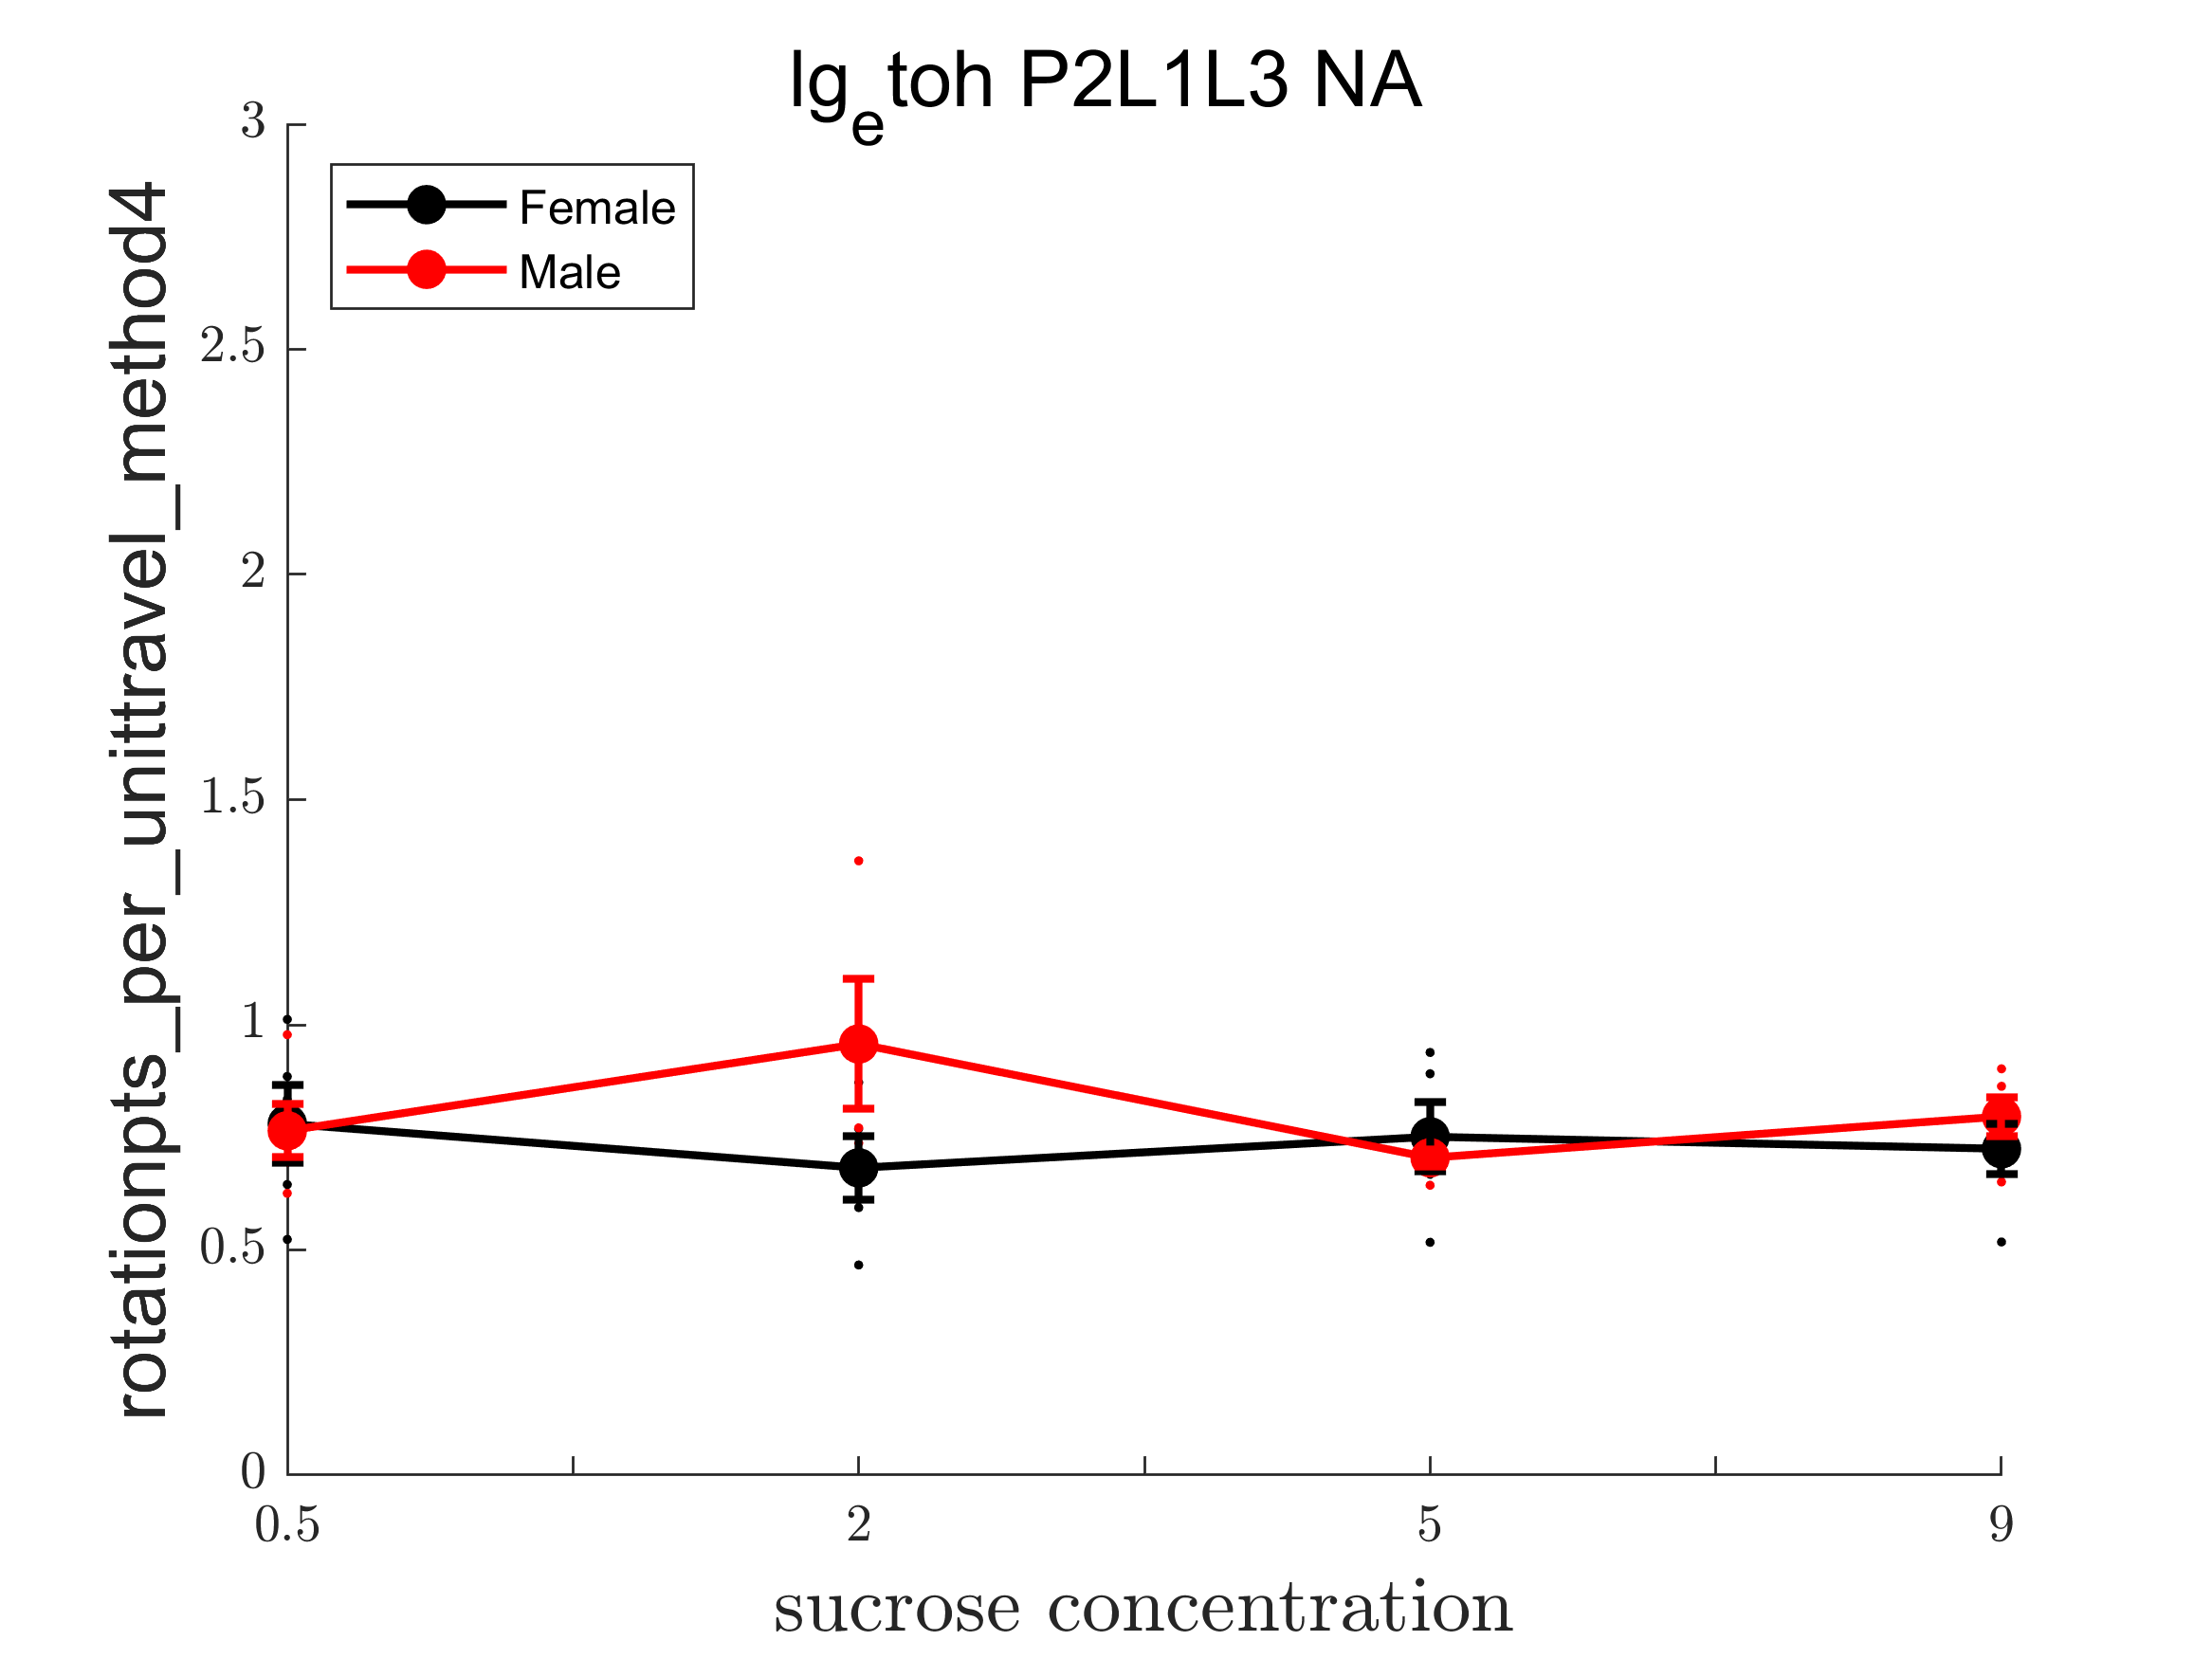 lg_etoh P2L1L3 NA
rotationpts_per_unittravel_method4
3
2.5
2
1.5
1
0.5
0
Female
Male
0.5 2 5 9
sucrose concentration